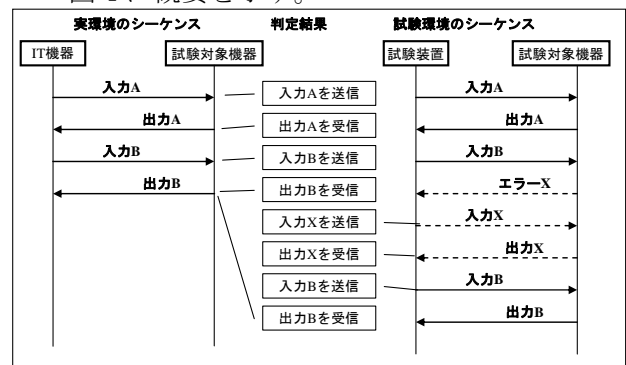 実環境のシーケンス 判定結果 試験環境のシーケンス
IT機器 試験対象機器 試験装置 試験対象機器
入力A 入力Aを送信 入力A
出力A 出力Aを受信 出力A
入力B 入力Bを送信 入力B
出力B 出力Bを受信 エラーX
入力Xを送信 入力X
出力Xを受信 出力X
入力Bを送信 入力B
出力Bを受信 出力B